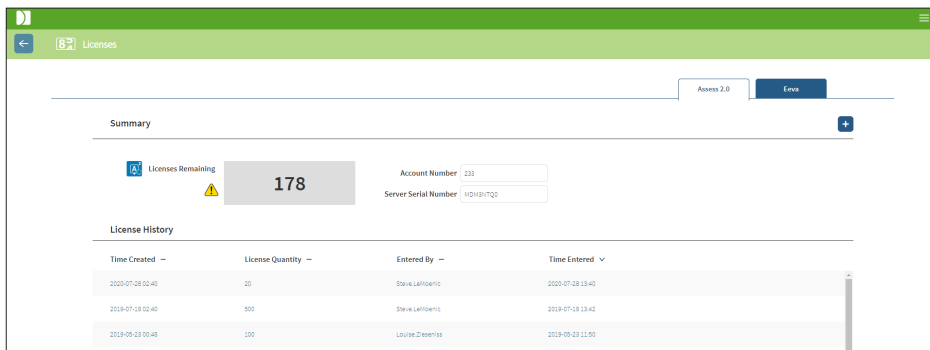 Licenses
Assess 2.0 Eeva
Summary
Licenses Remaining
178
Account Number 233
Server Serial Number MDM3NTQ0
License History
Time Created License Quantity Entered By Time Entered
2020-07-28 02:40 20 Steve.LeMoenic 2020-07-28 13:40
2019-07-18 02:40 500 Steve.LeMoenic 2019-07-18 13:42
2019-05-23 00:48 100 Louise.Zieseniss 2019-05-23 11:50